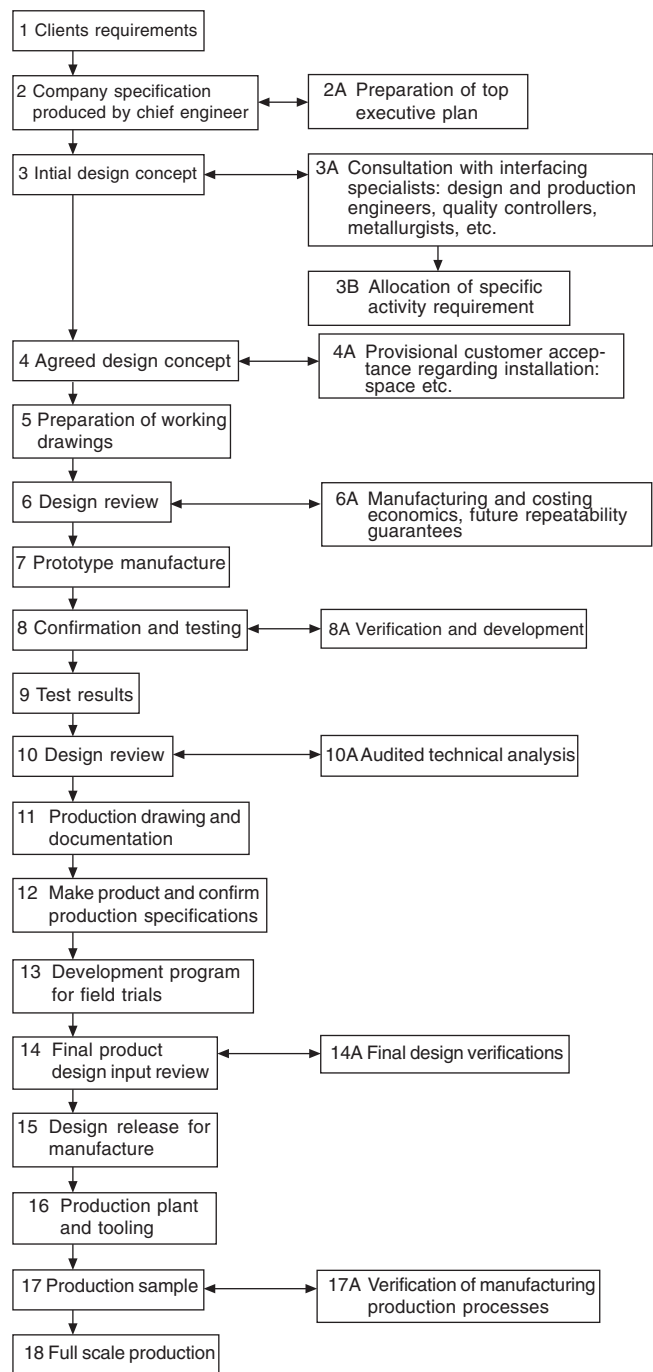 1 Clients requirements
2 Company specification
produced by chief engineer
2A Preparation of top
executive plan
3 Intial design concept
3A Consultation with interfacing
specialists: design and production
engineers, quality controllers,
metallurgists, etc.
3B Allocation of specific
activity requirement
4 Agreed design concept
4A Provisional customer accep-
tance regarding installation:
space etc.
5 Preparation of working
drawings
6 Design review
6A Manufacturing and costing
economics, future repeatability
guarantees
7 Prototype manufacture
8 Confirmation and testing
8A Verification and development
9 Test results
10 Design review
10A Audited technical analysis
11 Production drawing and
documentation
12 Make product and confirm
production specifications
13 Development program
for field trials
14 Final product
design input review
14A Final design verifications
15 Design release for
manufacture
16 Production plant
and tooling
17 Production sample
17A Verification of manufacturing
production processes
18 Full scale production